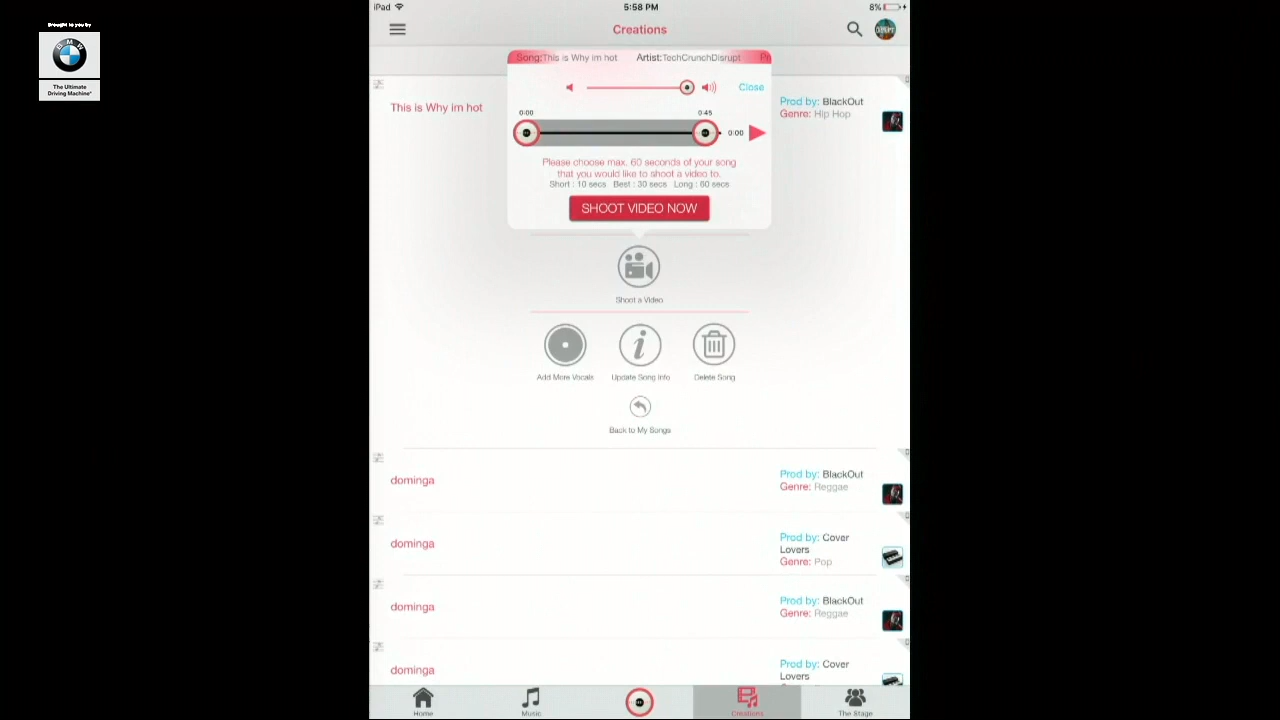 Brought to you by
BMW
The Ultimate
Driving Machine®
iPad
5:58 PM
8%
Creations
Song:This is Why im hot
Artist:TechCrunchDisrupt
Close
0:00
0:45
0:00
Please choose max. 60 seconds of your song
that you would like to shoot a video to.
Short : 10 secs Best : 30 secs Long : 60 secs
SHOOT VIDEO NOW
This is Why im hot
Prod by: BlackOut
Genre: Hip Hop
Shoot a Video
Add More Vocals
Update Song Info
Delete Song
Back to My Songs
dominga
Prod by: BlackOut
Genre: Reggae
dominga
Prod by: Cover
Lovers
Genre: Pop
dominga
Prod by: BlackOut
Genre: Reggae
dominga
Prod by: Cover
Lovers
Home
Music
Creations
The Stage